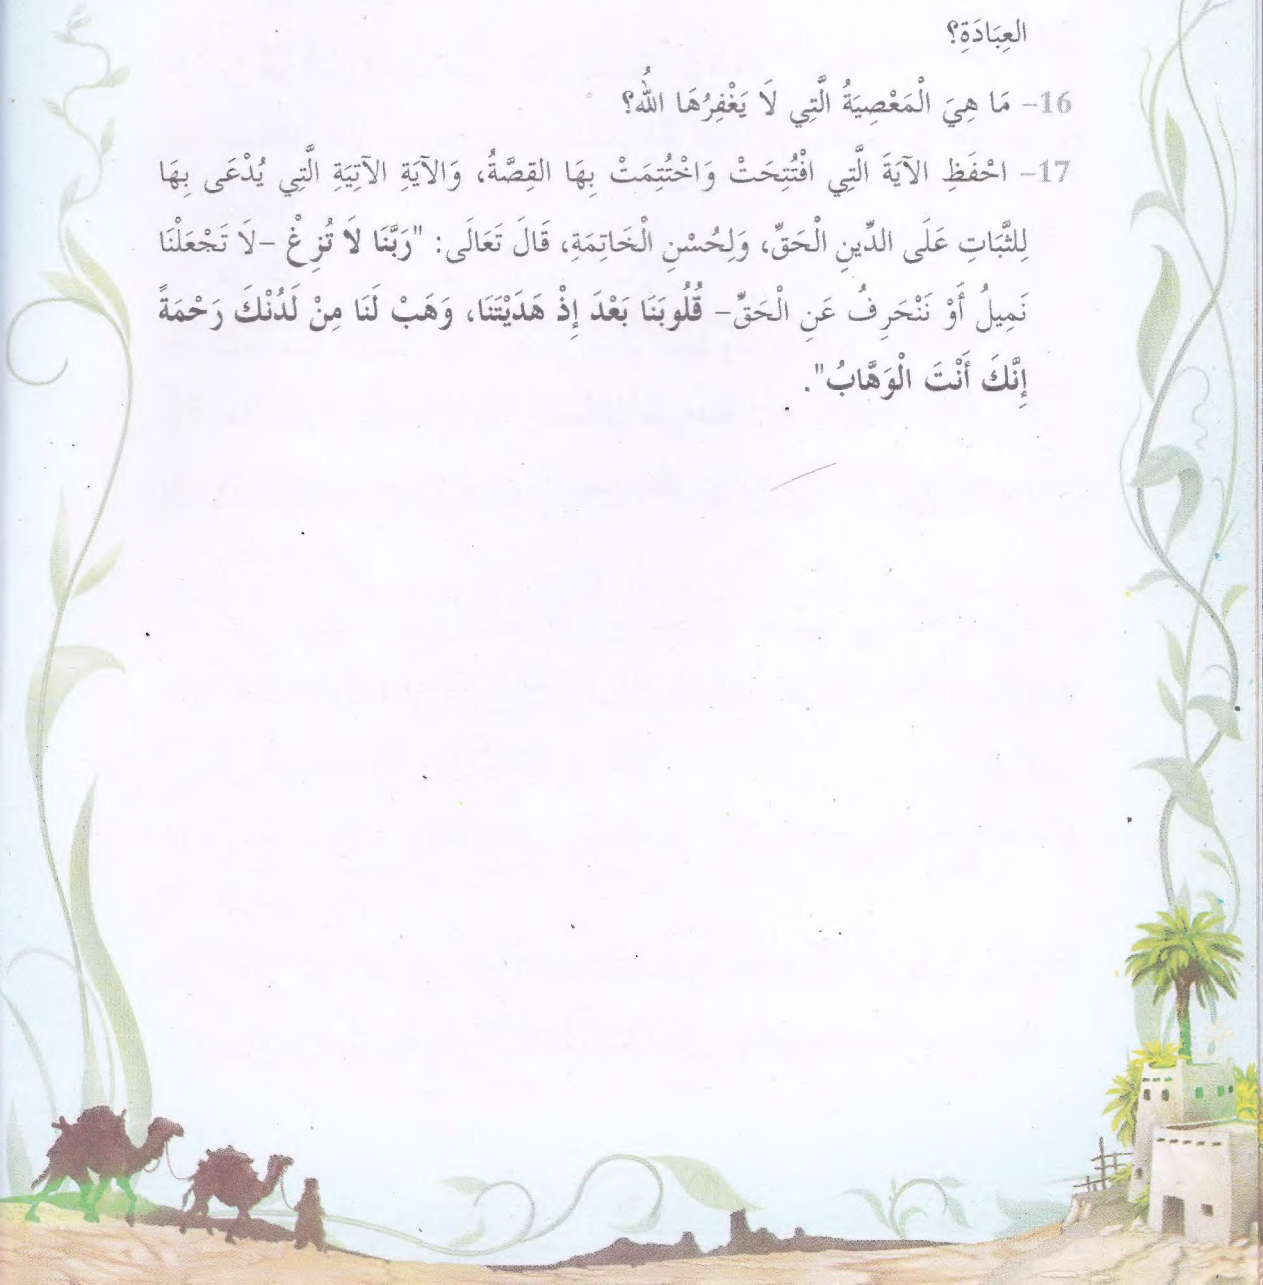 العِبَادَةِ؟
16- مَا هِيَ الْمَعْصِيَةُ الَّتِي لَا يَغْفِرُهَا اللهُ؟
17- احْفَظِ الآيَةَ الَّتِي افْتُتِحَتْ وَاخْتُتِمَتْ بِهَا القِصَّةُ، وَالآيَةِ الآتِيَةِ الَّتِي يُدْعَى بِهَا
لِلثَّبَاتِ عَلَى الدِّينِ الْحَقِّ، وَلِحُسْنِ الْخَاتِمَةِ، قَالَ تَعَالَى: "رَبَّنَا لَا تُزِغْ -لَا تَجْعَلْنَا
نَمِيلُ أَوْ نَنْحَرِفُ عَنِ الْحَقِّ- قُلُوبَنَا بَعْدَ إِذْ هَدَيْتَنَا، وَهَبْ لَنَا مِنْ لَدُنْكَ رَحْمَةً
إِنَّكَ أَنْتَ الْوَهَّابُ".